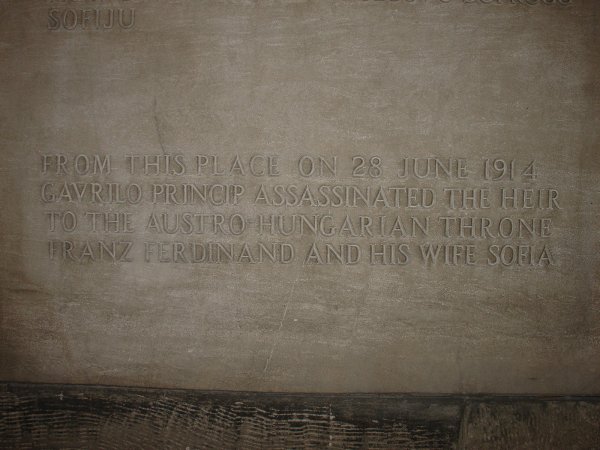 SOFIJU
FROM THIS PLACE ON 28 JUNE 1914
GAVRILO PRINCIP ASSASSINATED THE HEIR
TO THE AUSTRO-HUNGARIAN THRONE
FRANZ FERDINAND AND HIS WIFE SOFIA